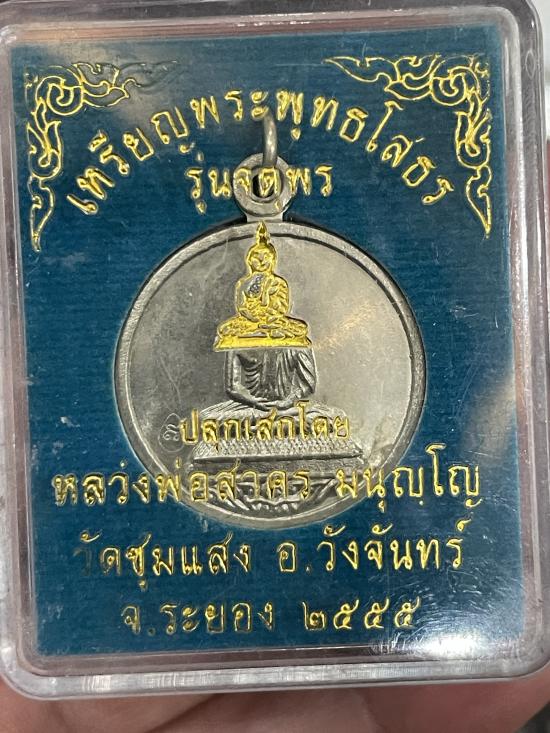 เหรียญพระพุทธโสธร
รุ่นจตุพร
ปลุกเสกโดย
หลวงพ่อสาคร มนุญฺโญ
วัดชุมแสง อ.วังจันทร์
จ.ระยอง ๒๕๕๕